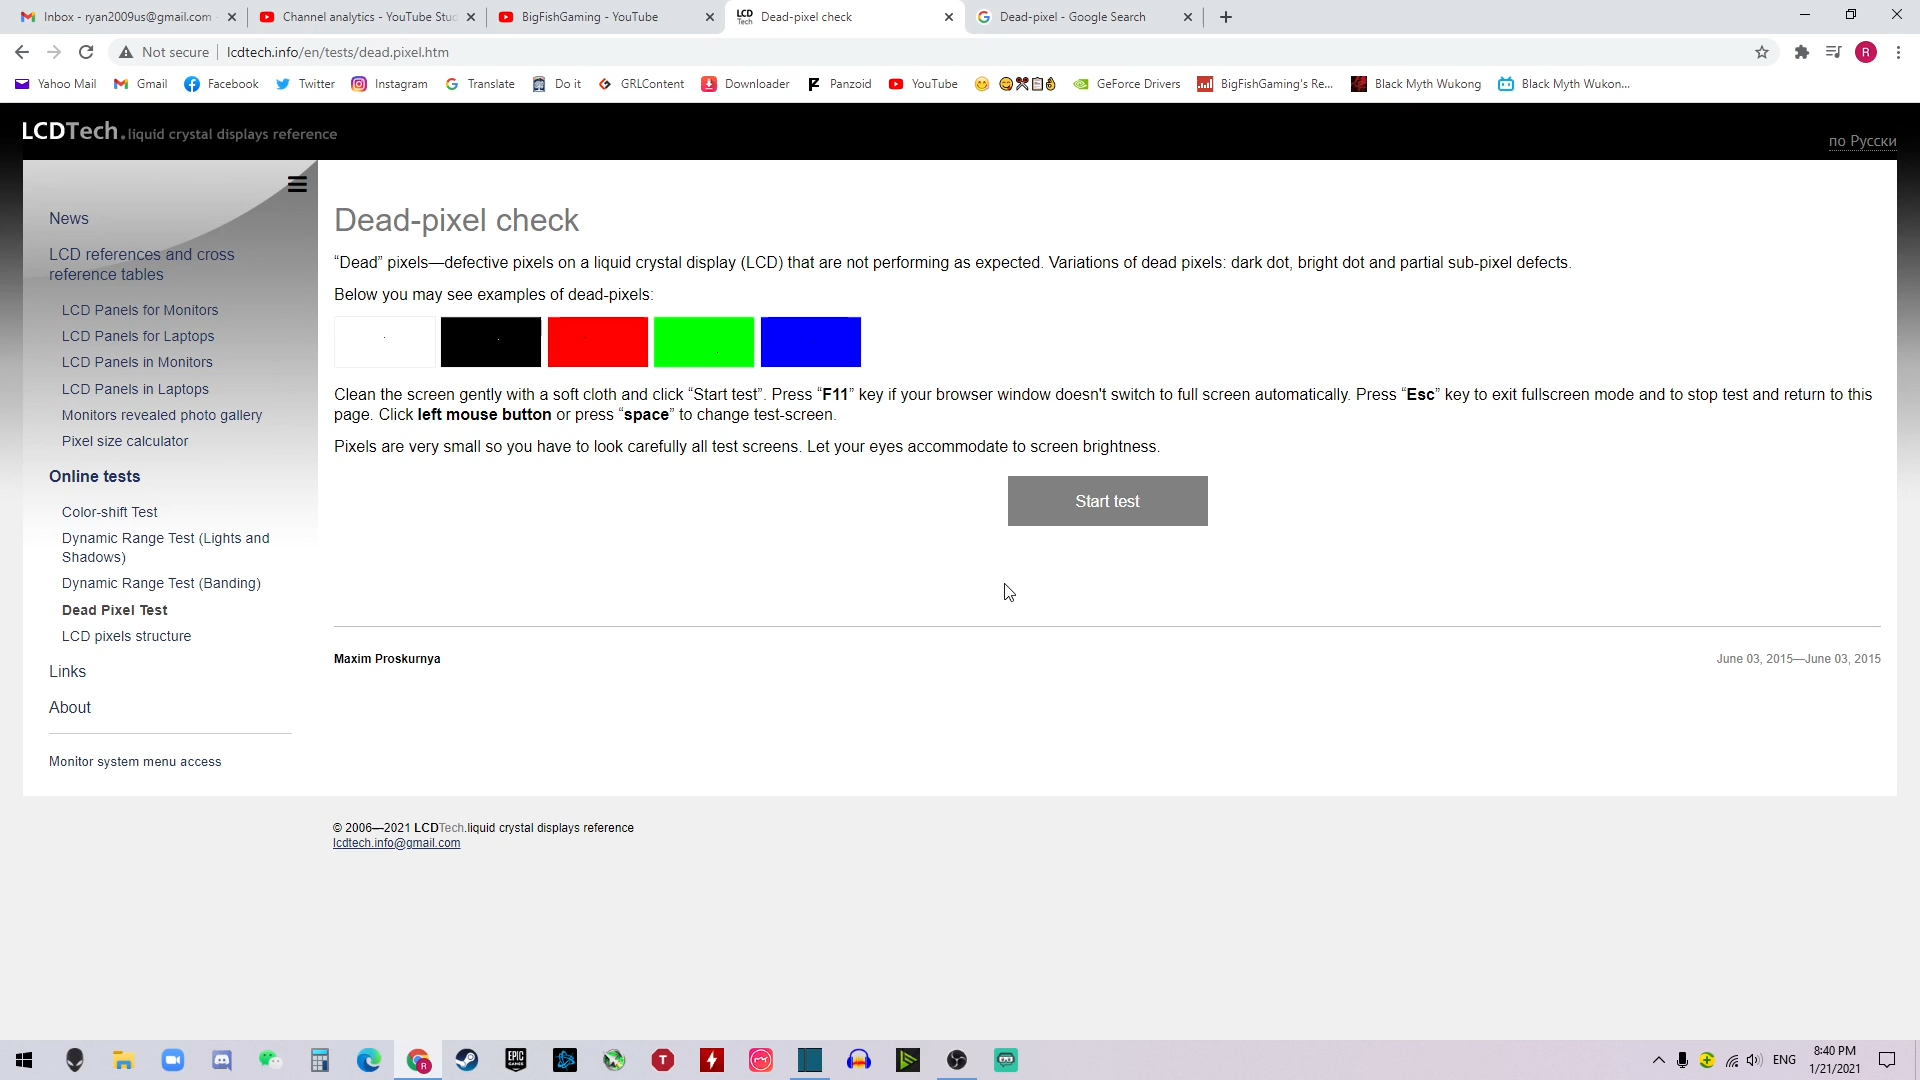 Inbox - ryan2009us@gmail.com
Channel analytics - YouTube Stud
BigFishGaming - YouTube
LCD Tech
Dead-pixel check
Dead-pixel - Google Search
Not secure
lcdtech.info/en/tests/dead.pixel.htm
R
Yahoo Mail
Gmail
Facebook
Twitter
Instagram
Translate
Do it
GRLContent
Downloader
Panzoid
YouTube
GeForce Drivers
BigFishGaming's Re...
Black Myth Wukong
Black Myth Wukon...
LCDTech.liquid crystal displays reference
по Русски
News
LCD references and cross
reference tables
LCD Panels for Monitors
LCD Panels for Laptops
LCD Panels in Monitors
LCD Panels in Laptops
Monitors revealed photo gallery
Pixel size calculator
Online tests
Color-shift Test
Dynamic Range Test (Lights and
Shadows)
Dynamic Range Test (Banding)
Dead Pixel Test
LCD pixels structure
Links
About
Monitor system menu access
Dead-pixel check
“Dead” pixels—defective pixels on a liquid crystal display (LCD) that are not performing as expected. Variations of dead pixels: dark dot, bright dot and partial sub-pixel defects.
Below you may see examples of dead-pixels:
Clean the screen gently with a soft cloth and click “Start test”. Press “F11” key if your browser window doesn't switch to full screen automatically. Press “Esc” key to exit fullscreen mode and to stop test and return to this
page. Click left mouse button or press “space” to change test-screen.
Pixels are very small so you have to look carefully all test screens. Let your eyes accommodate to screen brightness.
Start test
Maxim Proskurnya
June 03, 2015—June 03, 2015
© 2006—2021 LCDTech.liquid crystal displays reference
lcdtech.info@gmail.com
R
EPIC GAMES
T
ENG
8:40 PM
1/21/2021